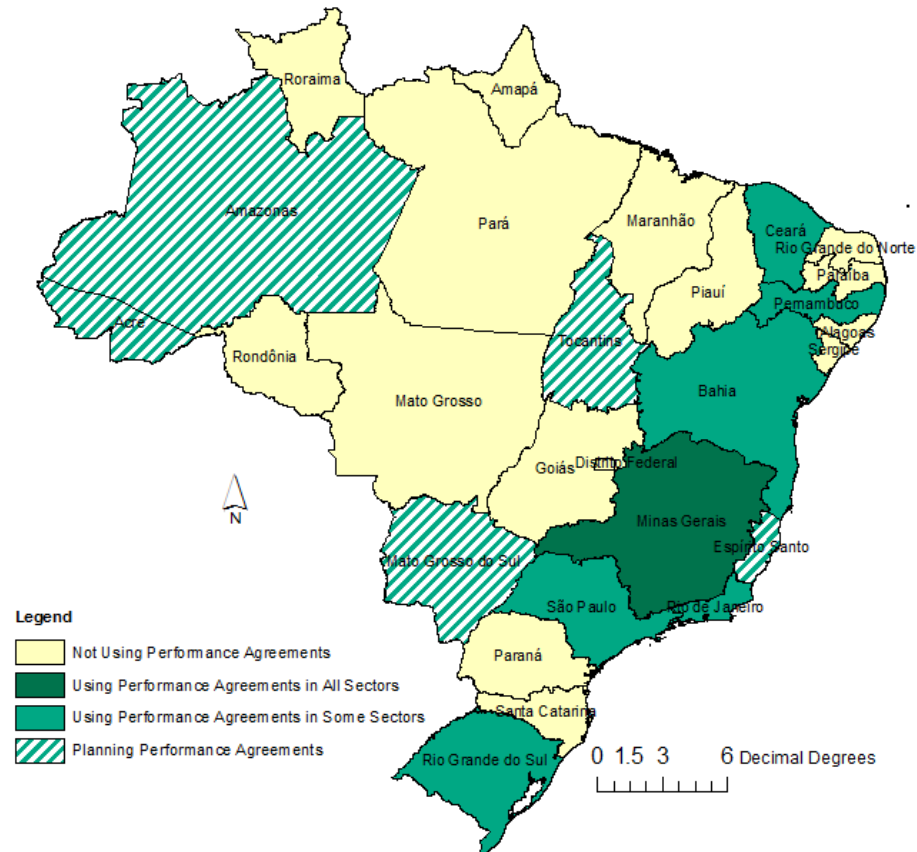 Roraima
Amapá
Amazonas
Pará
Maranhão
Ceará
Rio Grande do Norte
Paraíba
Piauí
Pernambuco
Acre
Tocantins
Nagoas
Sergipe
Rondônia
Bahia
Mato Grosso
Goiás
Distrito Federal
N
Minas Gerais
Espírito Santo
Mato Grosso do Sul
São Paulo
Rio de Janeiro
Legend
Not Using Performance Agreements
Using Performance Agreements in All Sectors
Using Performance Agreements in Some Sectors
Planning Performance Agreements
Paraná
Santa Catarina
Rio Grande do Sul
0 1.5 3 6 Decimal Degrees